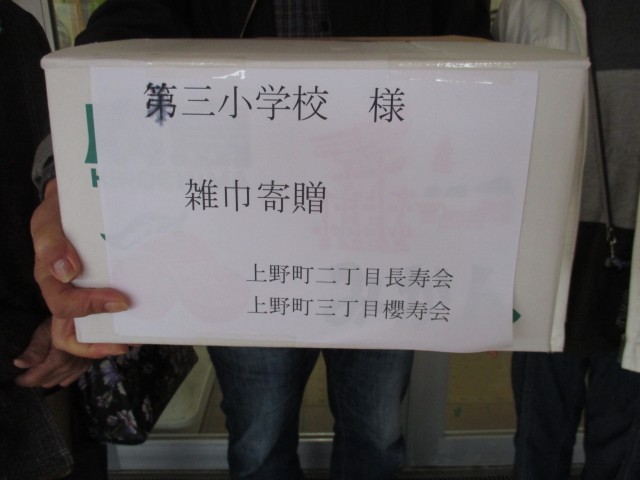 第三小学校　様
雑巾寄贈
上野町二丁目長寿会
上野町三丁目櫻寿会